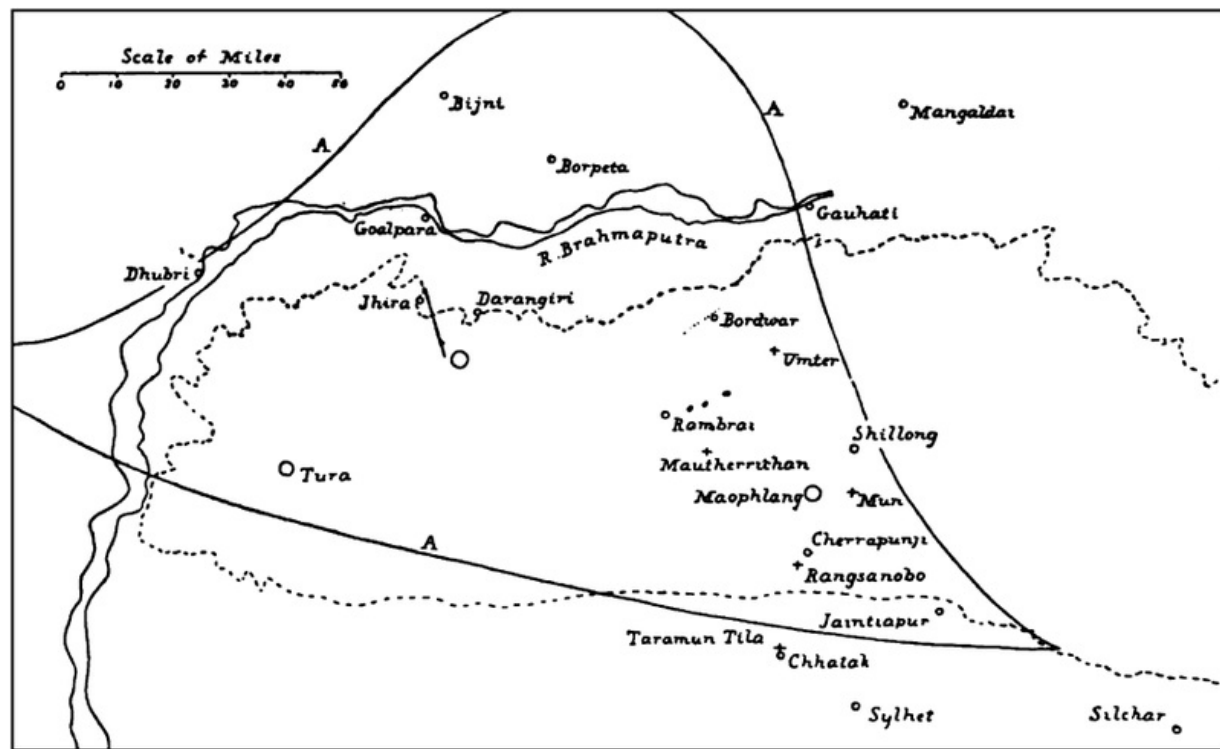 Scale of Miles
0 10 20 30 40 50
A
A
A
Bijni
Mangaldai
Borpeta
Goalpara
Gauhati
R. Brahmaputra
Dhubri
Jhira
Darangiri
Bordwar
Umter
Rambrai
Shillong
Mautherrithan
Tura
Maophlang
Mun
Cherrapunji
Rangsanobo
Jaintiapur
Taramun Tila
Chhatak
Sylhet
Silchar